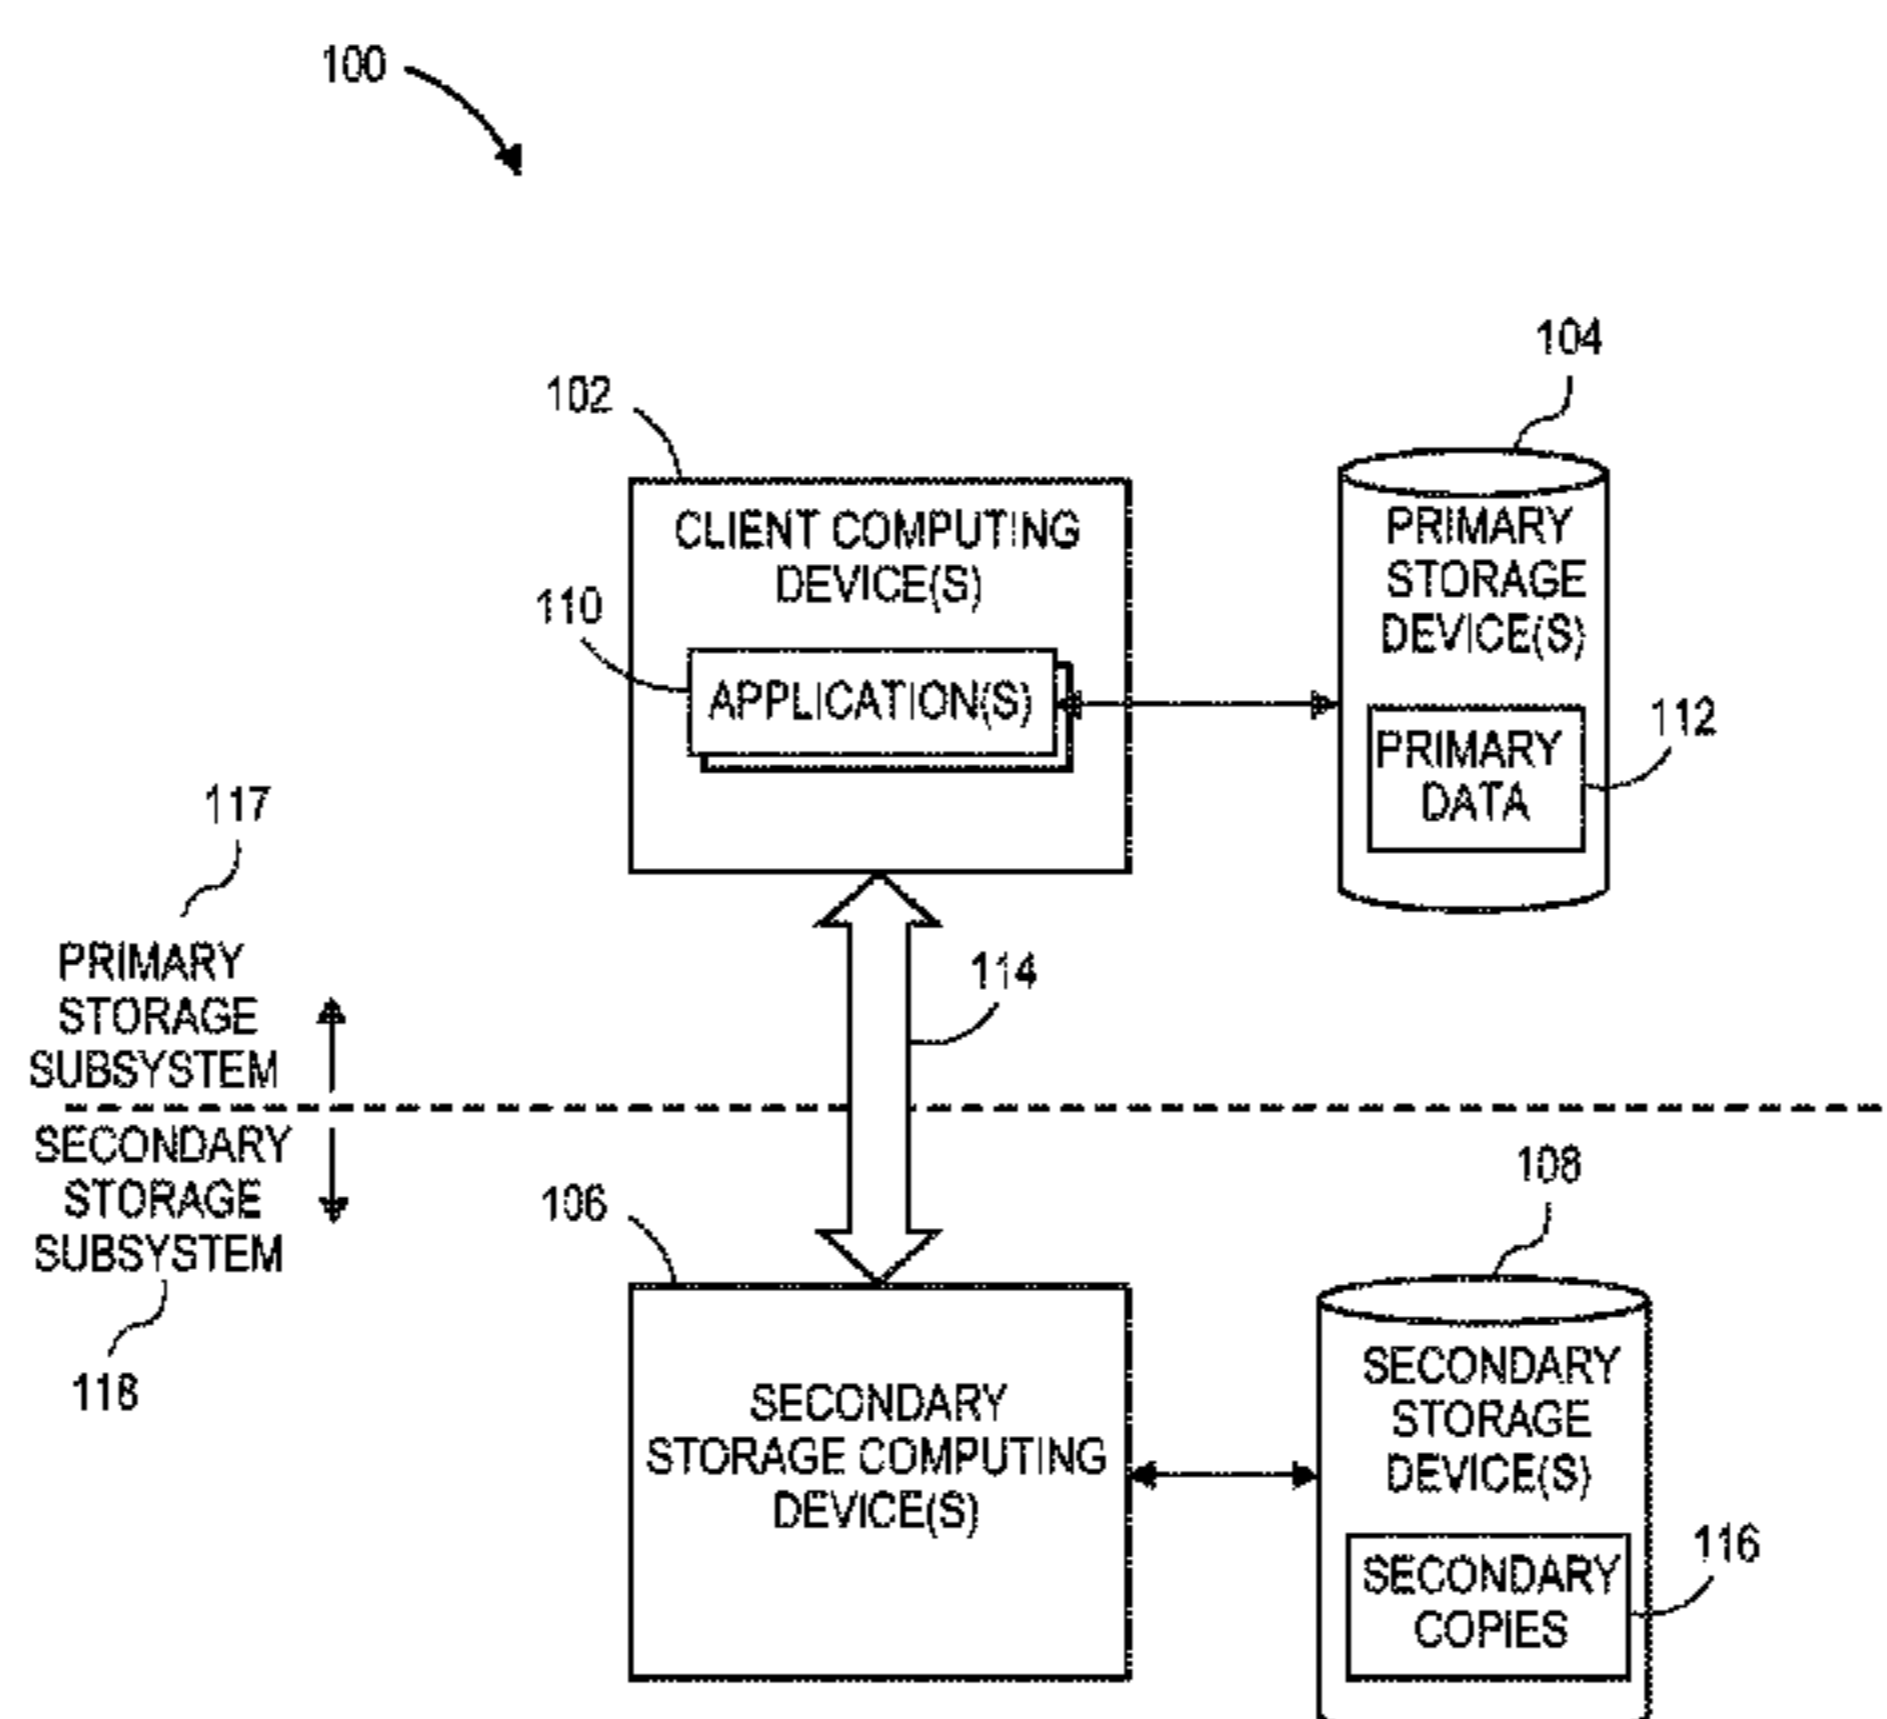 100
104
102
CLIENT COMPUTING
DEVICE(S)
110
APPLICATION(S)
PRIMARY
STORAGE
DEVICE(S)
PRIMARY
DATA
112
117
PRIMARY
STORAGE
SUBSYSTEM
114
SECONDARY
STORAGE
SUBSYSTEM
118
106
SECONDARY
STORAGE COMPUTING
DEVICE(S)
108
SECONDARY
STORAGE
DEVICE(S)
SECONDARY
COPIES
116